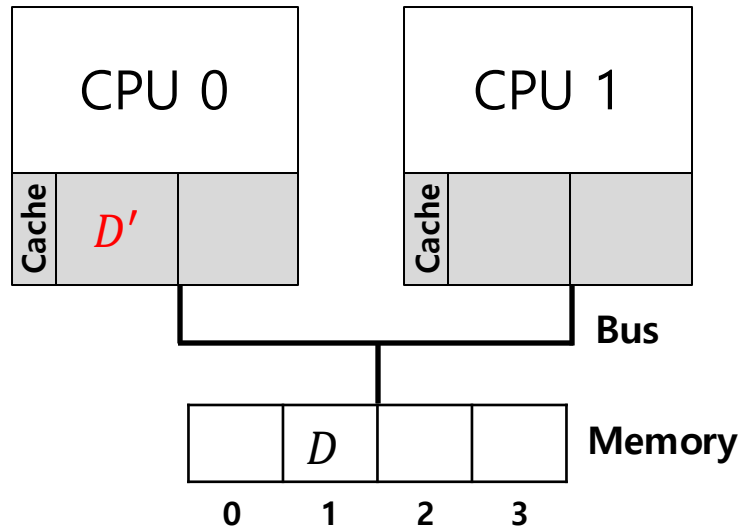 CPU 0
CPU 1
Cache
D′
Cache
Bus
D
Memory
0 1 2 3